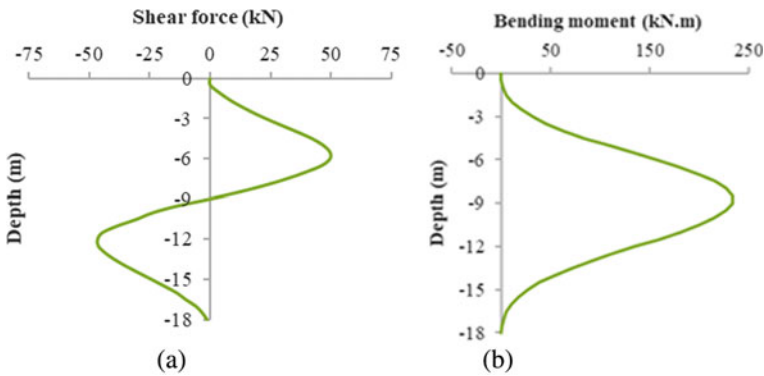 Shear force (kN)
-75 -50 -25 0 25 50 75
0
-3
-6
-9
-12
-15
-18
Depth (m)
(a)
Bending moment (kN.m)
-50 50 150 250
0
-3
-6
-9
-12
-15
-18
Depth (m)
(b)